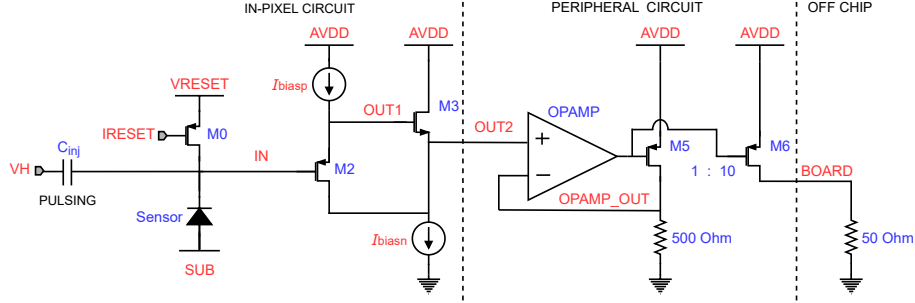 IN-PIXEL CIRCUIT
PERIPHERAL CIRCUIT
OFF CHIP
AVDD
AVDD
AVDD
AVDD
Ibiasp
VRESET
OUT1
M3
OPAMP
IRESET
M0
OUT2
+
M5
M6
Cinj
IN
VH
M2
−
1 : 10
BOARD
PULSING
OPAMP_OUT
Sensor
Ibiasn
500 Ohm
50 Ohm
SUB